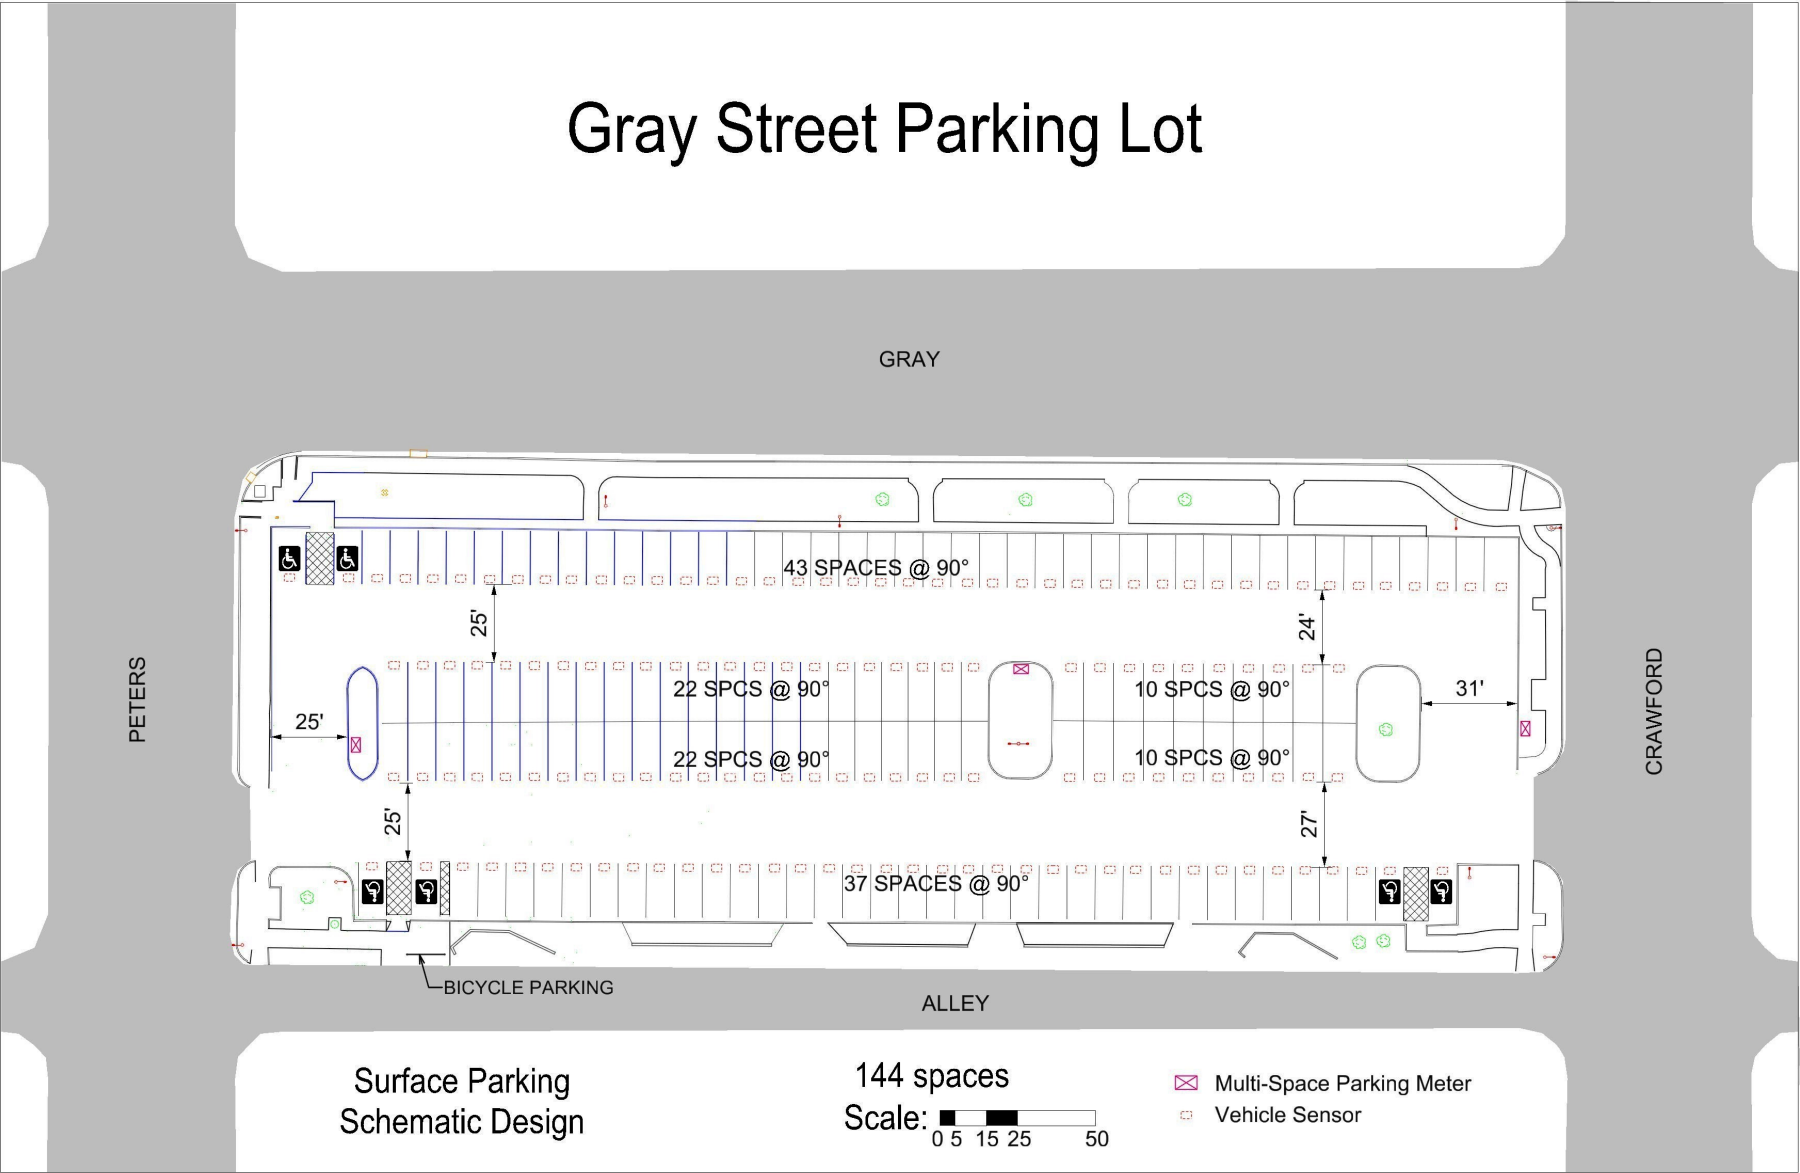 Gray Street Parking Lot
GRAY
43 SPACES @ 90°
25'
24'
PETERS
22 SPCS @ 90°
10 SPCS @ 90°
31'
25'
CRAWFORD
22 SPCS @ 90°
10 SPCS @ 90°
25'
27'
37 SPACES @ 90°
BICYCLE PARKING
ALLEY
Surface Parking
Schematic Design
144 spaces
Scale:
0 5 15 25 50
Multi-Space Parking Meter
Vehicle Sensor